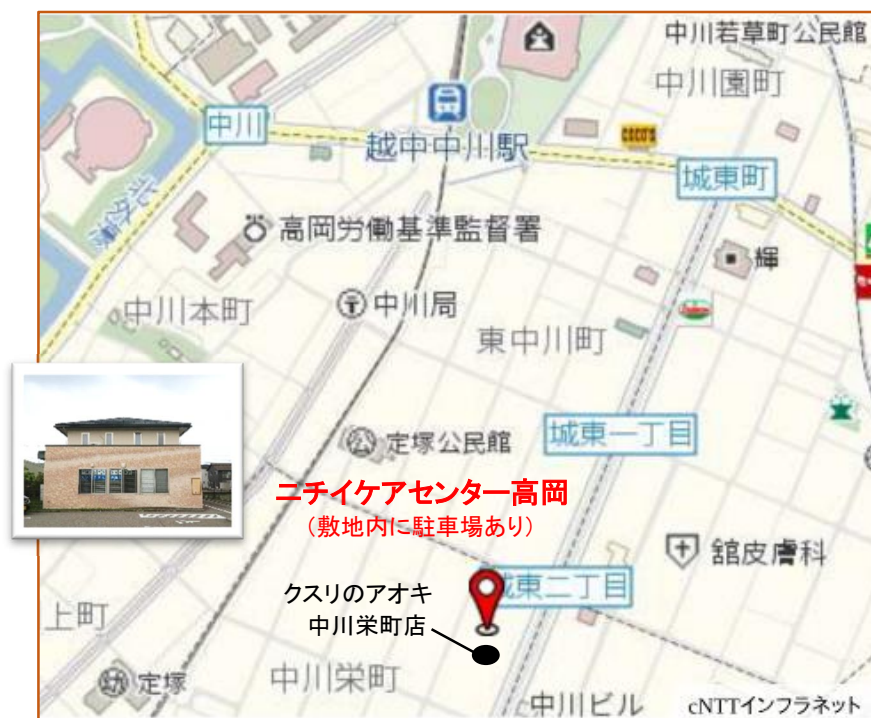 中川若草町公民館
中川園町
中川
越中中川駅
COCO'S
城東町
高岡労働基準監督署
輝
中川本町
中川局
東中川町
定塚公民館
城東一丁目
ニチイケアセンター高岡
(敷地内に駐車場あり)
舘皮膚科
城東二丁目
クスリのアオキ
中川栄町店
上町
定塚
中川栄町
中川ビル
cNTTインフラネット